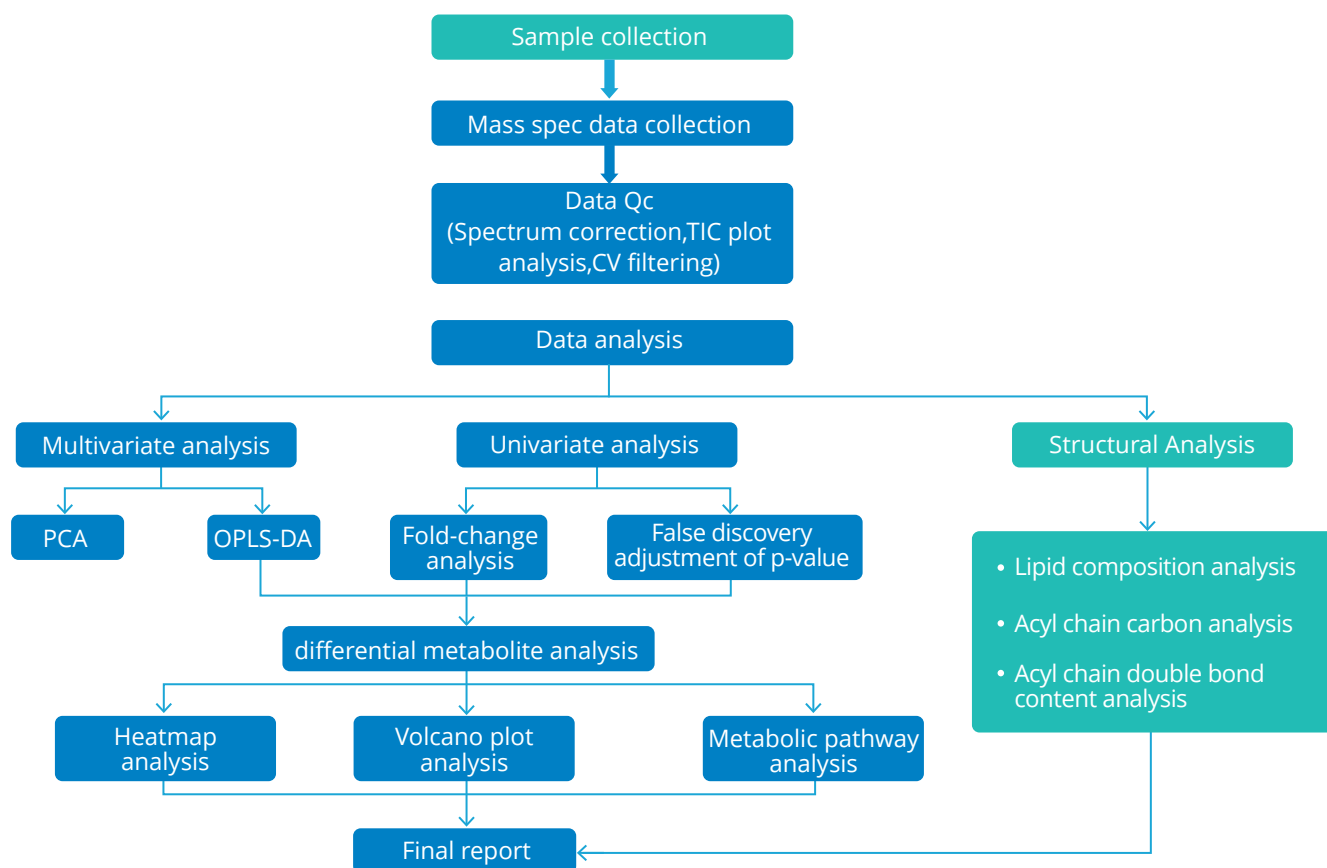 Sample collection
Mass spec data collection
Data Qc
(Spectrum correction,TIC plot
analysis,CV filtering)
Data analysis
Multivariate analysis
Univariate analysis
Structural Analysis
PCA
OPLS-DA
Fold-change
analysis
False discovery
adjustment of p-value
• Lipid composition analysis
• Acyl chain carbon analysis
• Acyl chain double bond
content analysis
differential metabolite analysis
Heatmap
analysis
Volcano plot
analysis
Metabolic pathway
analysis
Final report